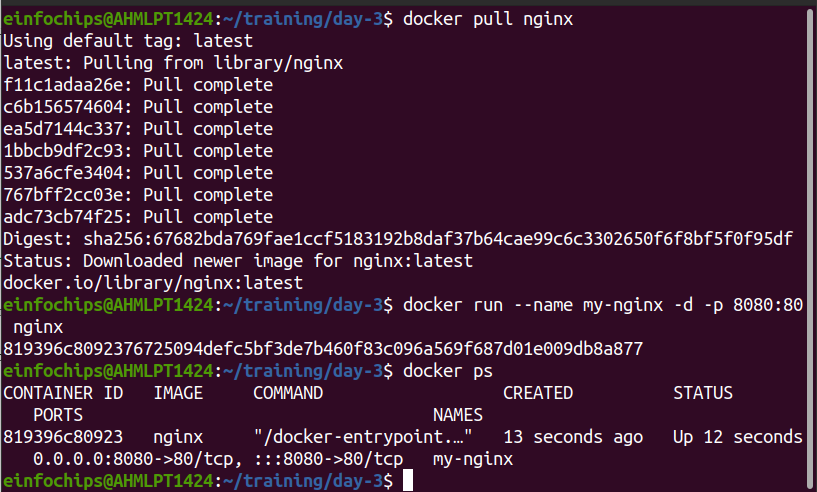 einfochips@AHMLPT1424:~/training/day-3$ docker pull nginx
Using default tag: latest
latest: Pulling from library/nginx
f11c1adaa26e: Pull complete
c6b156574604: Pull complete
ea5d7144c337: Pull complete
1bbcb9df2c93: Pull complete
537a6cfe3404: Pull complete
767bff2cc03e: Pull complete
adc73cb74f25: Pull complete
Digest: sha256:67682bda769fae1ccf5183192b8daf37b64cae99c6c3302650f6f8bf5f0f95df
Status: Downloaded newer image for nginx:latest
docker.io/library/nginx:latest
einfochips@AHMLPT1424:~/training/day-3$ docker run --name my-nginx -d -p 8080:80
 nginx
819396c8092376725094defc5bf3de7b460f83c096a569f687d01e009db8a877
einfochips@AHMLPT1424:~/training/day-3$ docker ps
CONTAINER ID   IMAGE     COMMAND                  CREATED          STATUS
   PORTS                                   NAMES
819396c80923   nginx     "/docker-entrypoint.…"   13 seconds ago   Up 12 seconds
   0.0.0.0:8080->80/tcp, :::8080->80/tcp   my-nginx
einfochips@AHMLPT1424:~/training/day-3$